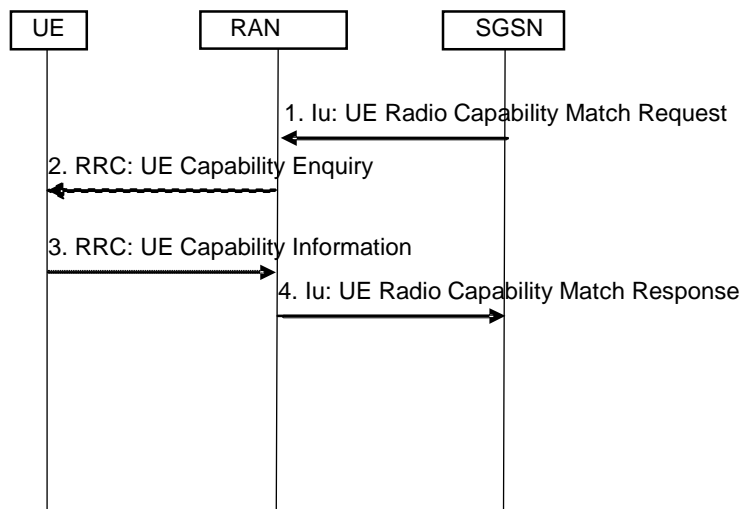 UE
RAN
SGSN
1. Iu: UE Radio Capability Match Request
2. RRC: UE Capability Enquiry
3. RRC: UE Capability Information
4. Iu: UE Radio Capability Match Response